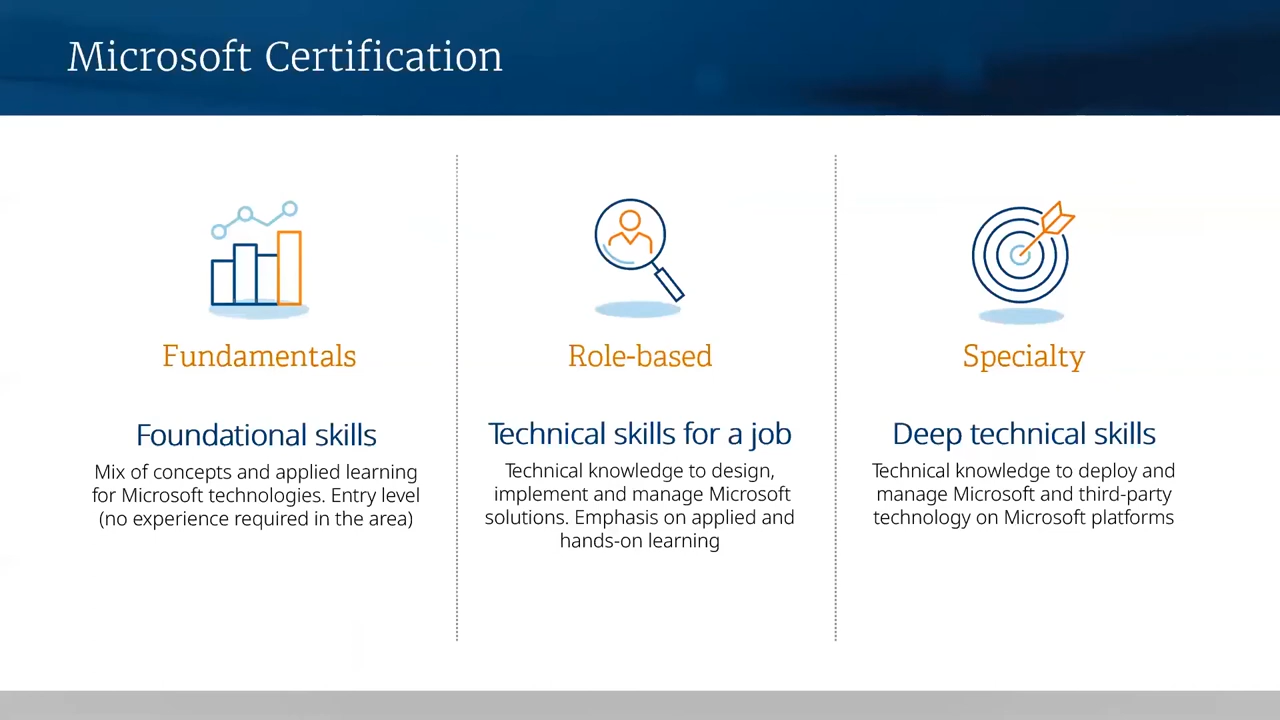 Microsoft Certification
Fundamentals
Foundational skills
Mix of concepts and applied learning
for Microsoft technologies. Entry level
(no experience required in the area)
Role-based
Technical skills for a job
Technical knowledge to design,
implement and manage Microsoft
solutions. Emphasis on applied and
hands-on learning
Specialty
Deep technical skills
Technical knowledge to deploy and
manage Microsoft and third-party
technology on Microsoft platforms